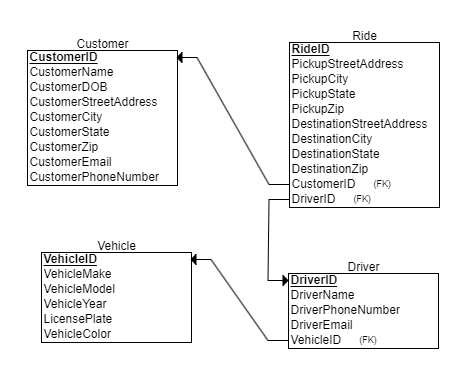 Customer
CustomerID
CustomerName
CustomerDOB
CustomerStreetAddress
CustomerCity
CustomerState
CustomerZip
CustomerEmail
CustomerPhoneNumber
Ride
RideID
PickupStreetAddress
PickupCity
PickupState
PickupZip
DestinationStreetAddress
DestinationCity
DestinationState
DestinationZip
CustomerID (FK)
DriverID (FK)
Vehicle
VehicleID
VehicleMake
VehicleModel
VehicleYear
LicensePlate
VehicleColor
Driver
DriverID
DriverName
DriverPhoneNumber
DriverEmail
VehicleID (FK)